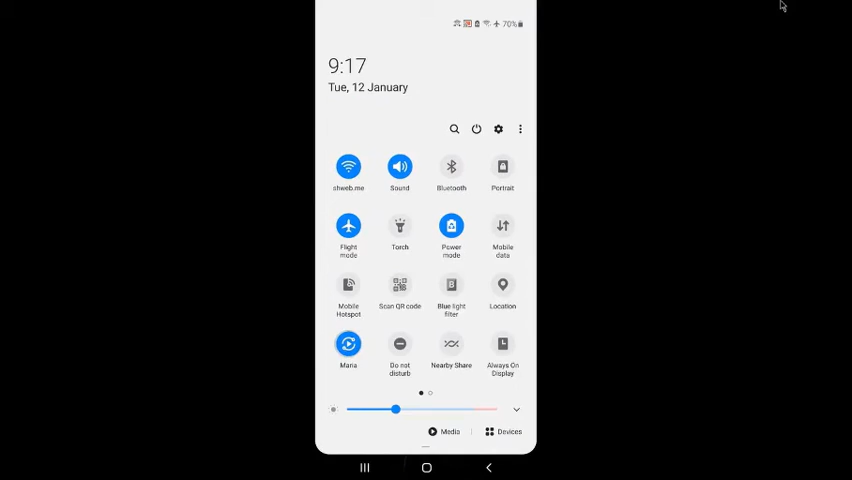 70%
9:17
Tue, 12 January
shweb.me
Sound
Bluetooth
Portrait
Flight
mode
Torch
Power
mode
Mobile
data
Mobile
Hotspot
Scan QR code
Blue light
filter
Location
Maria
Do not
disturb
Nearby Share
Always On
Display
Media
Devices